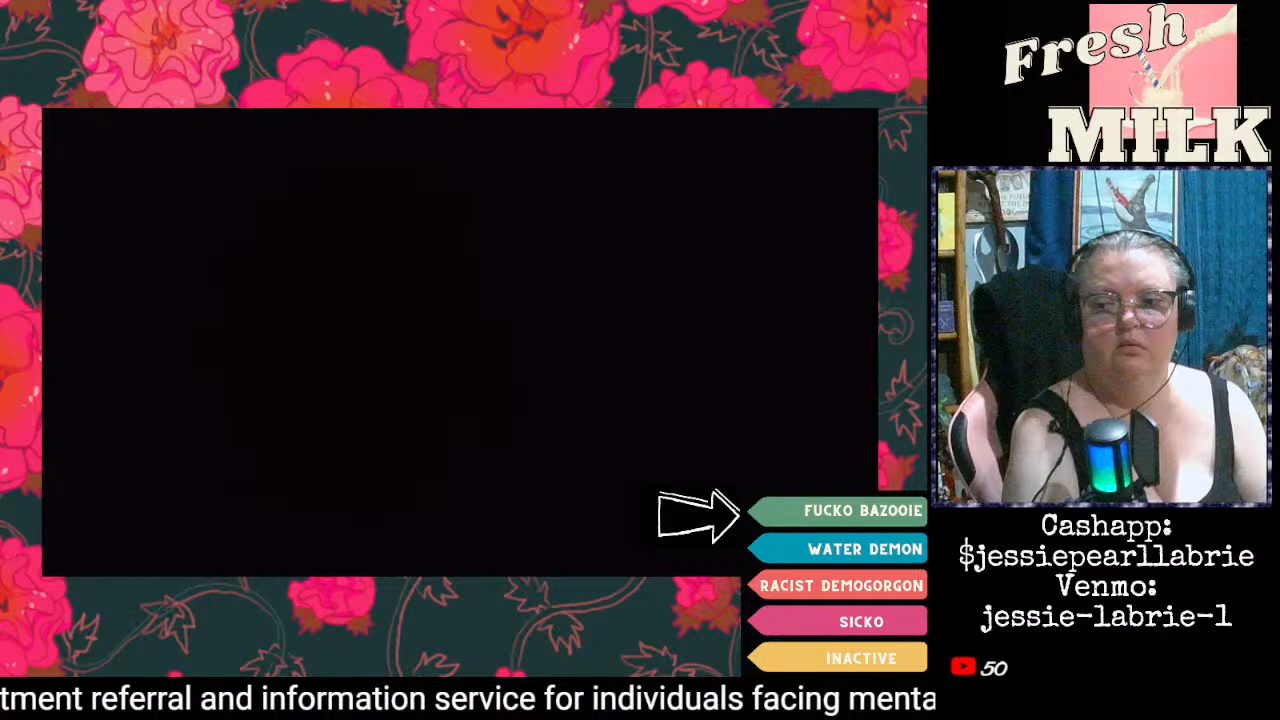 Fresh
MILK
FUCKO BAZOOIE
WATER DEMON
RACIST DEMOGORGON
SICKO
INACTIVE
Cashapp:
$jessiepearllabrie
Venmo:
jessie-labrie-1
50
tment referral and information service for individuals facing menta